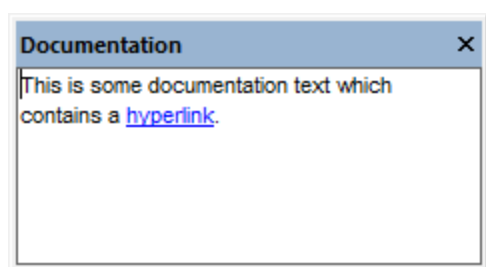 Documentation
This is some documentation text which
contains a hyperlink.